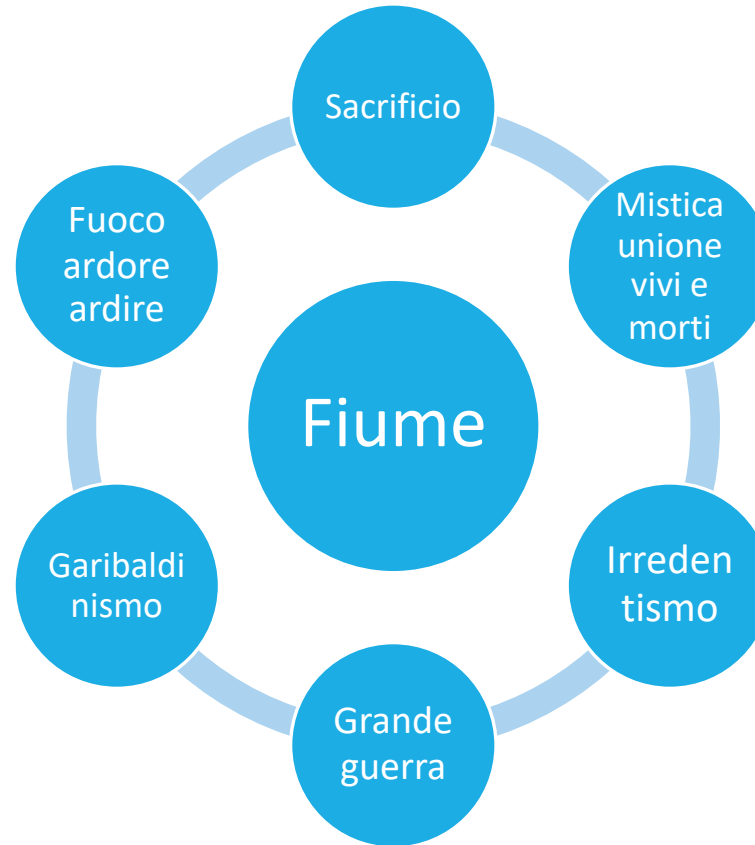 Sacrificio
Mistica
unione
vivi e
morti
Irreden
tismo
Grande
guerra
Garibaldi
nismo
Fuoco
ardore
ardire
Fiume